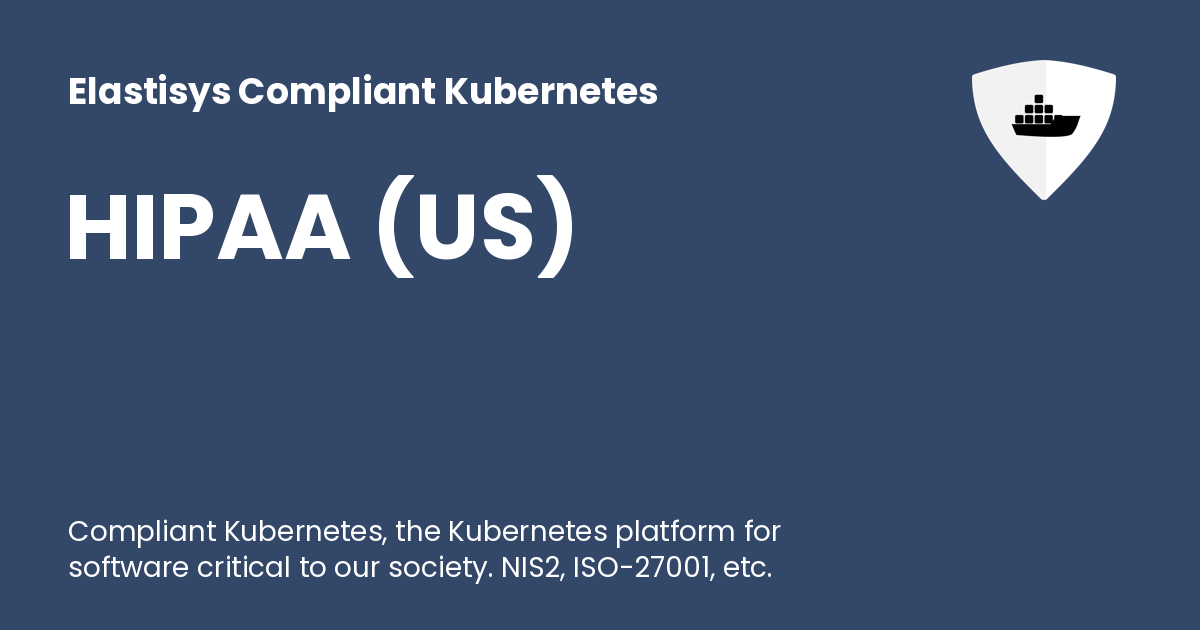 Elastisys Compliant Kubernetes
HIPAA (US)
Compliant Kubernetes, the Kubernetes platform for
software critical to our society. NIS2, ISO-27001, etc.